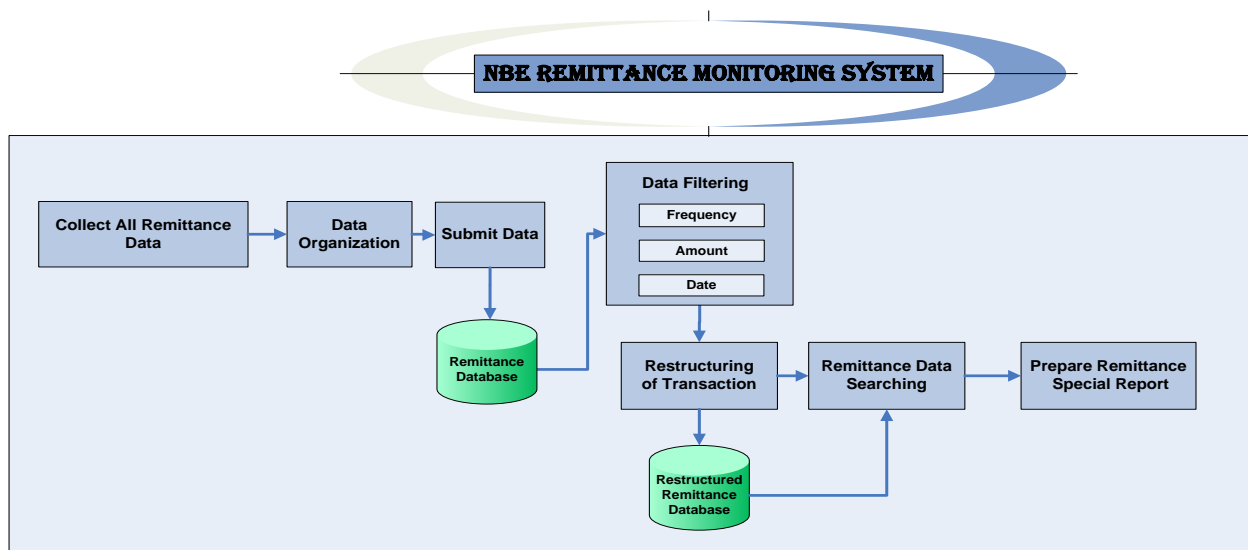 NBE REMITTANCE MONITORING SYSTEM
Collect All Remittance
Data
Data
Organization
Submit Data
Remittance
Database
Data Filtering
Frequency
Amount
Date
Restructuring
of Transaction
Remittance Data
Searching
Prepare Remittance
Special Report
Restructured
Remittance
Database